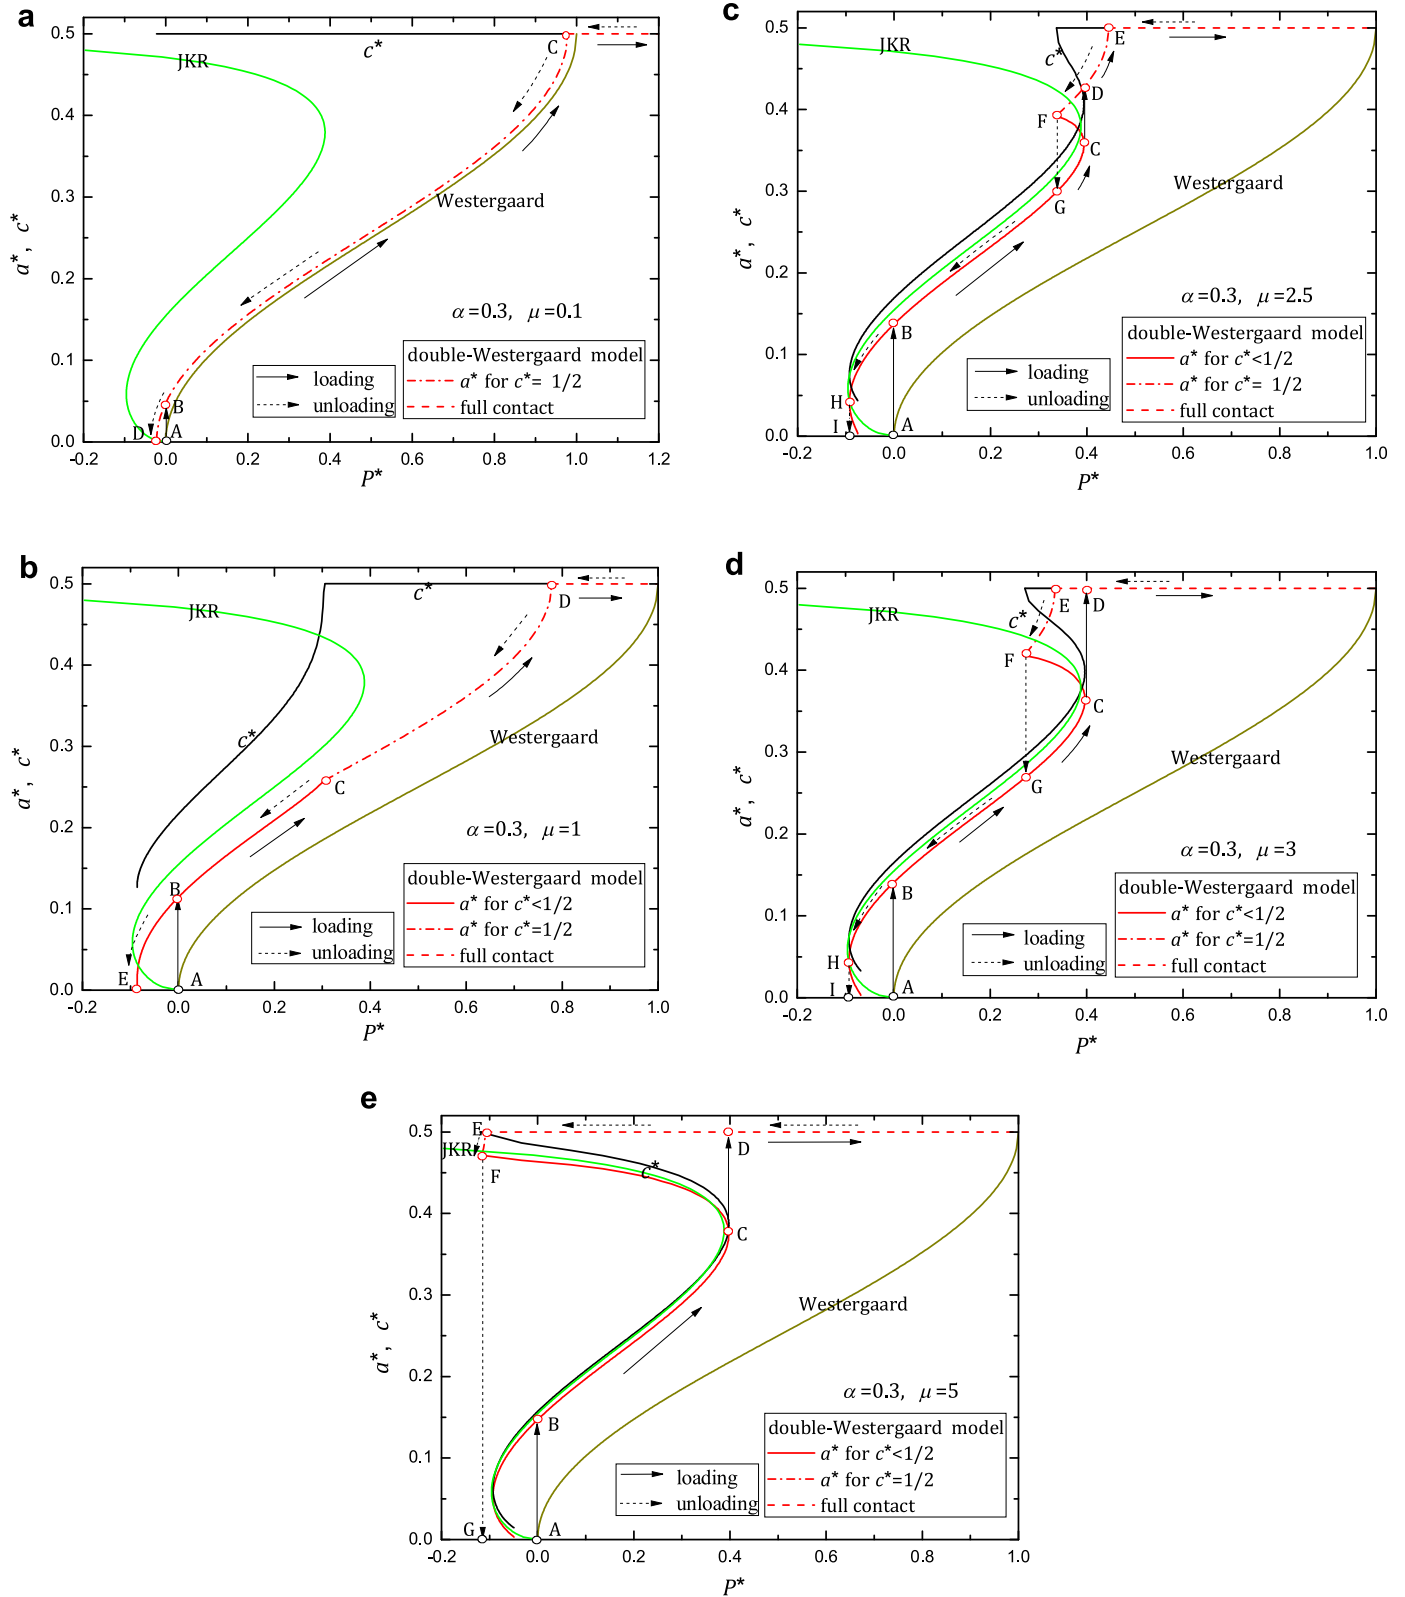 a
0.5
0.4
0.3
0.2
0.1
0.0
a*, c*
-0.2
0.0
0.2
0.4
0.6
0.8
1.0
1.2
P*
JKR
c*
C
Westergaard
B
D
A
α=0.3, μ=0.1
loading
unloading
double-Westergaard model
a* for c*= 1/2
full contact
c
0.5
0.4
0.3
0.2
0.1
0.0
a*, c*
-0.2
0.0
0.2
0.4
0.6
0.8
1.0
P*
JKR
c*
E
D
F
C
G
Westergaard
B
H
I
A
α=0.3, μ=2.5
loading
unloading
double-Westergaard model
a* for c*<1/2
a* for c*= 1/2
full contact
b
0.5
0.4
0.3
0.2
0.1
0.0
a*, c*
-0.2
0.0
0.2
0.4
0.6
0.8
1.0
P*
JKR
c*
D
c*
Westergaard
C
B
E
A
α=0.3, μ=1
loading
unloading
double-Westergaard model
a* for c*<1/2
a* for c*=1/2
full contact
d
0.5
0.4
0.3
0.2
0.1
0.0
a*, c*
-0.2
0.0
0.2
0.4
0.6
0.8
1.0
P*
JKR
c*
E
D
F
C
G
Westergaard
B
H
I
A
α=0.3, μ=3
loading
unloading
double-Westergaard model
a* for c*<1/2
a* for c*=1/2
full contact
e
0.5
0.4
0.3
0.2
0.1
0.0
a*, c*
-0.2
0.0
0.2
0.4
0.6
0.8
1.0
P*
E
JKR
F
c*
D
C
Westergaard
B
G
A
α=0.3, μ=5
loading
unloading
double-Westergaard model
a* for c*<1/2
a* for c*=1/2
full contact